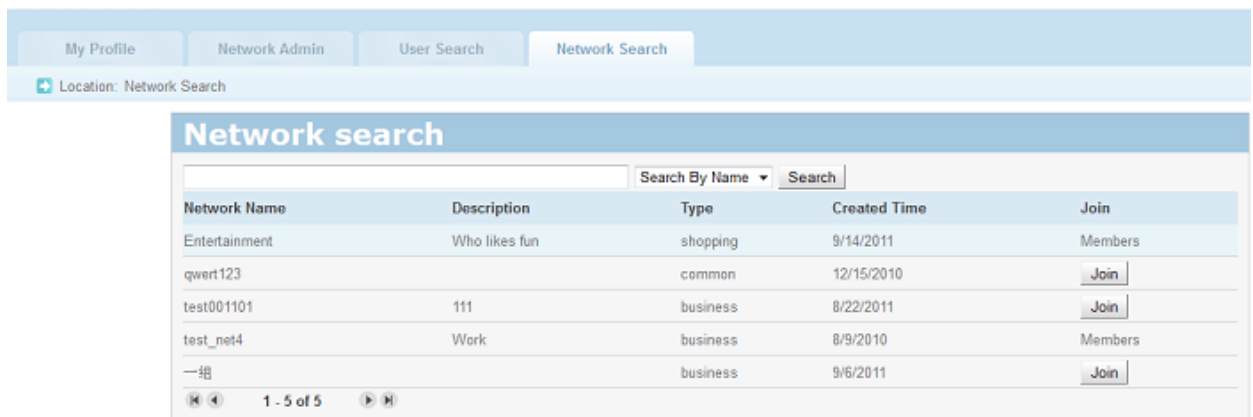 My Profile Network Admin User Search Network Search
Location: Network Search
Network search
Search By Name Search
Network Name Description Type Created Time Join
Entertainment Who likes fun shopping 9/14/2011 Members
qwert123 common 12/15/2010 Join
test001101 111 business 8/22/2011 Join
test_net4 Work business 8/9/2010 Members
一组 business 9/6/2011 Join
1 - 5 of 5